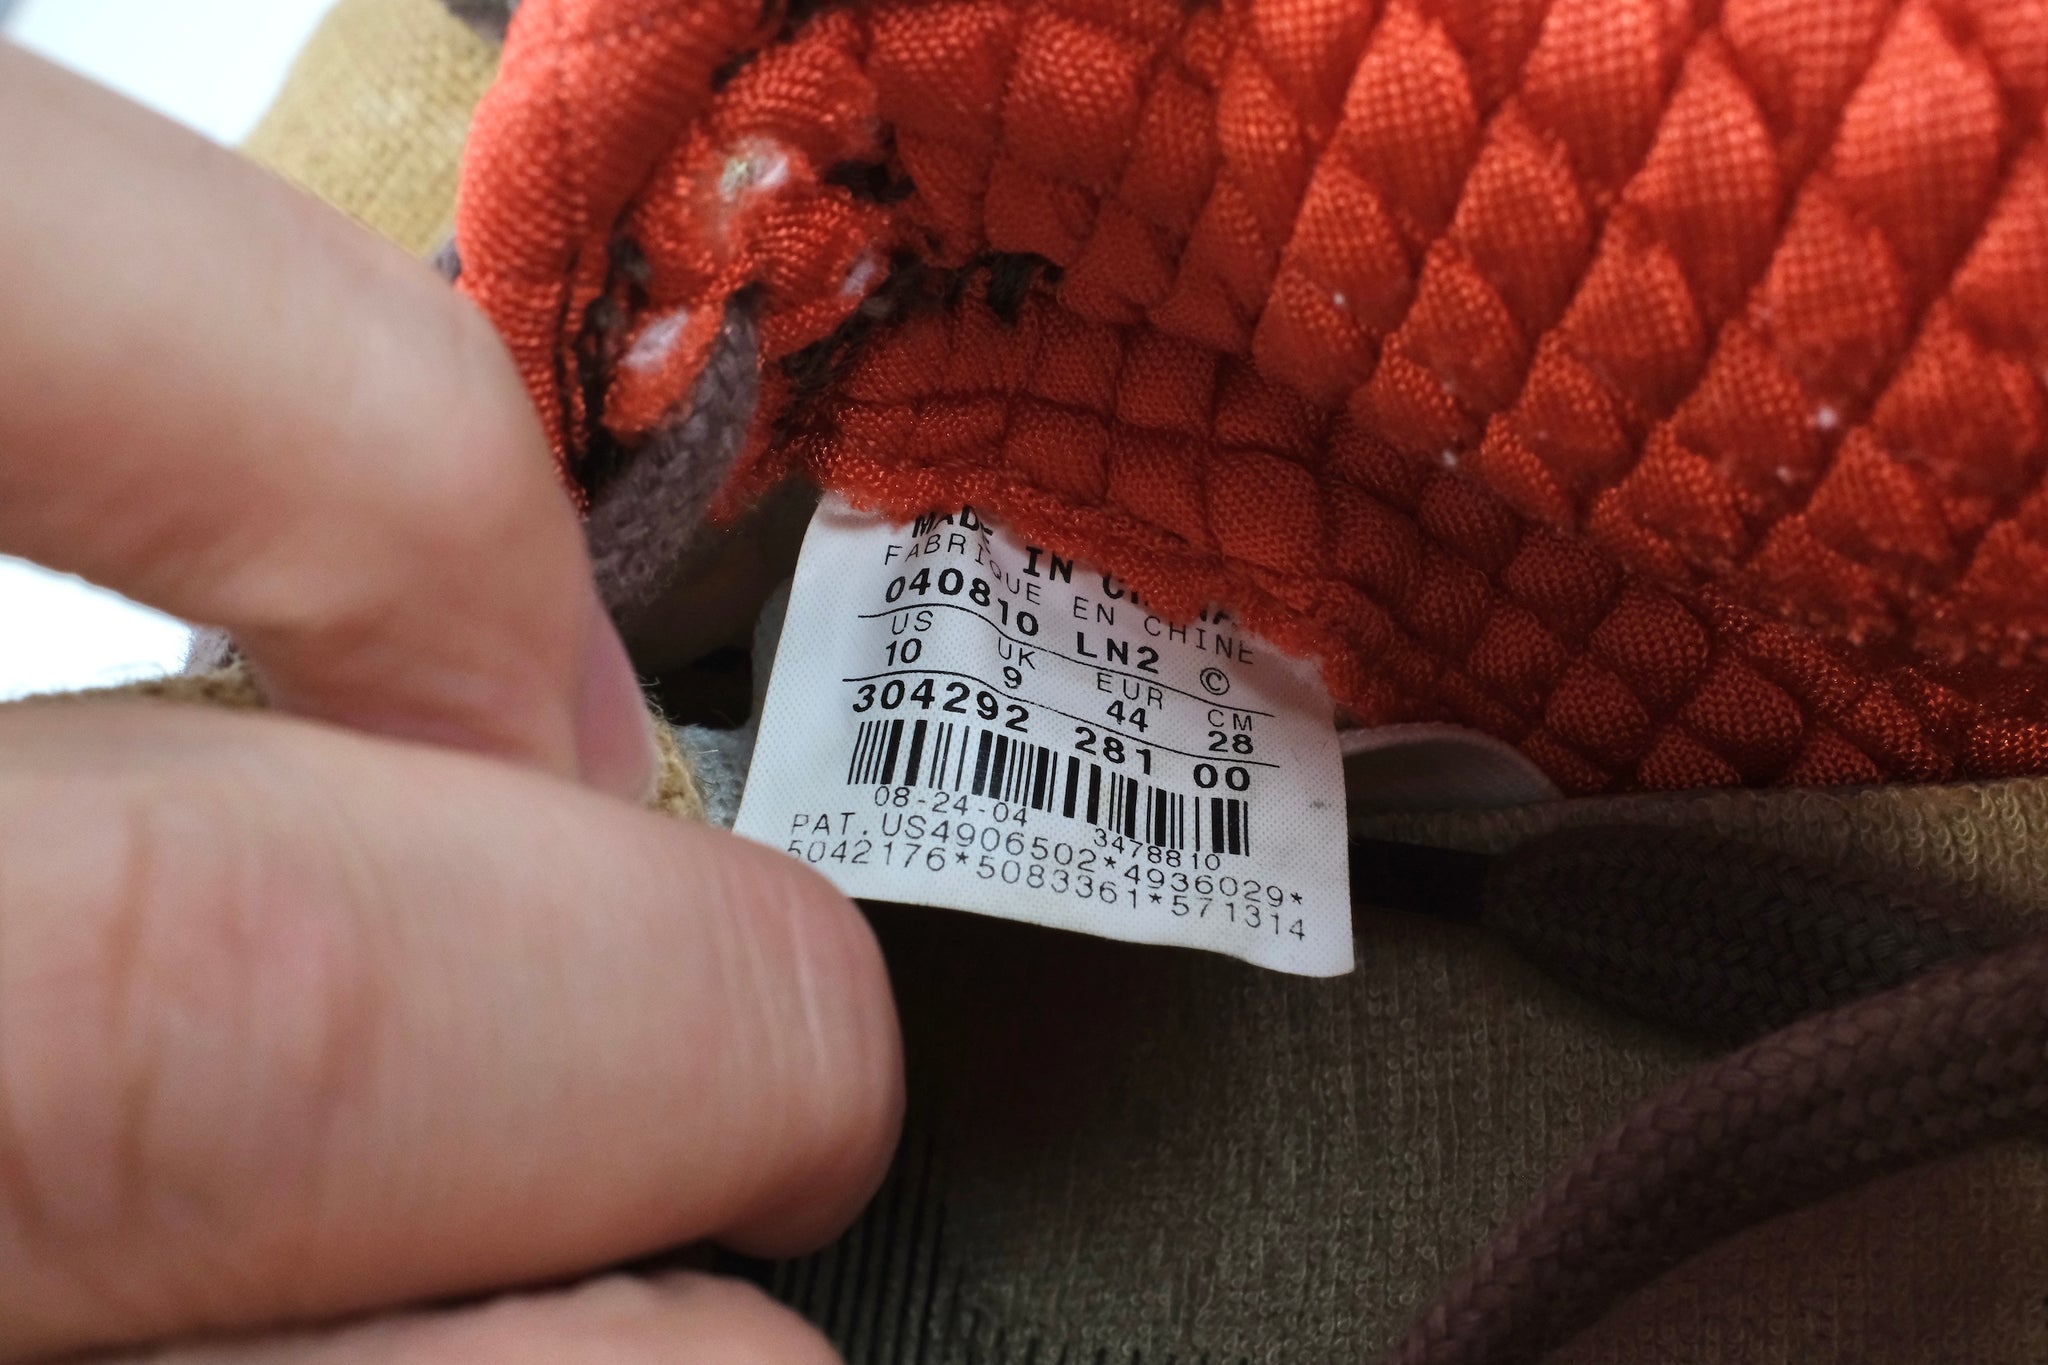 MADE IN CHINA
FABRIQUE EN CHINE
040810 LN2 ©
US UK EUR CM
10 9 44 28
304292 281 00
08-24-04 3478810
PAT.US4906502*4936029*
5042176*5083361*571314